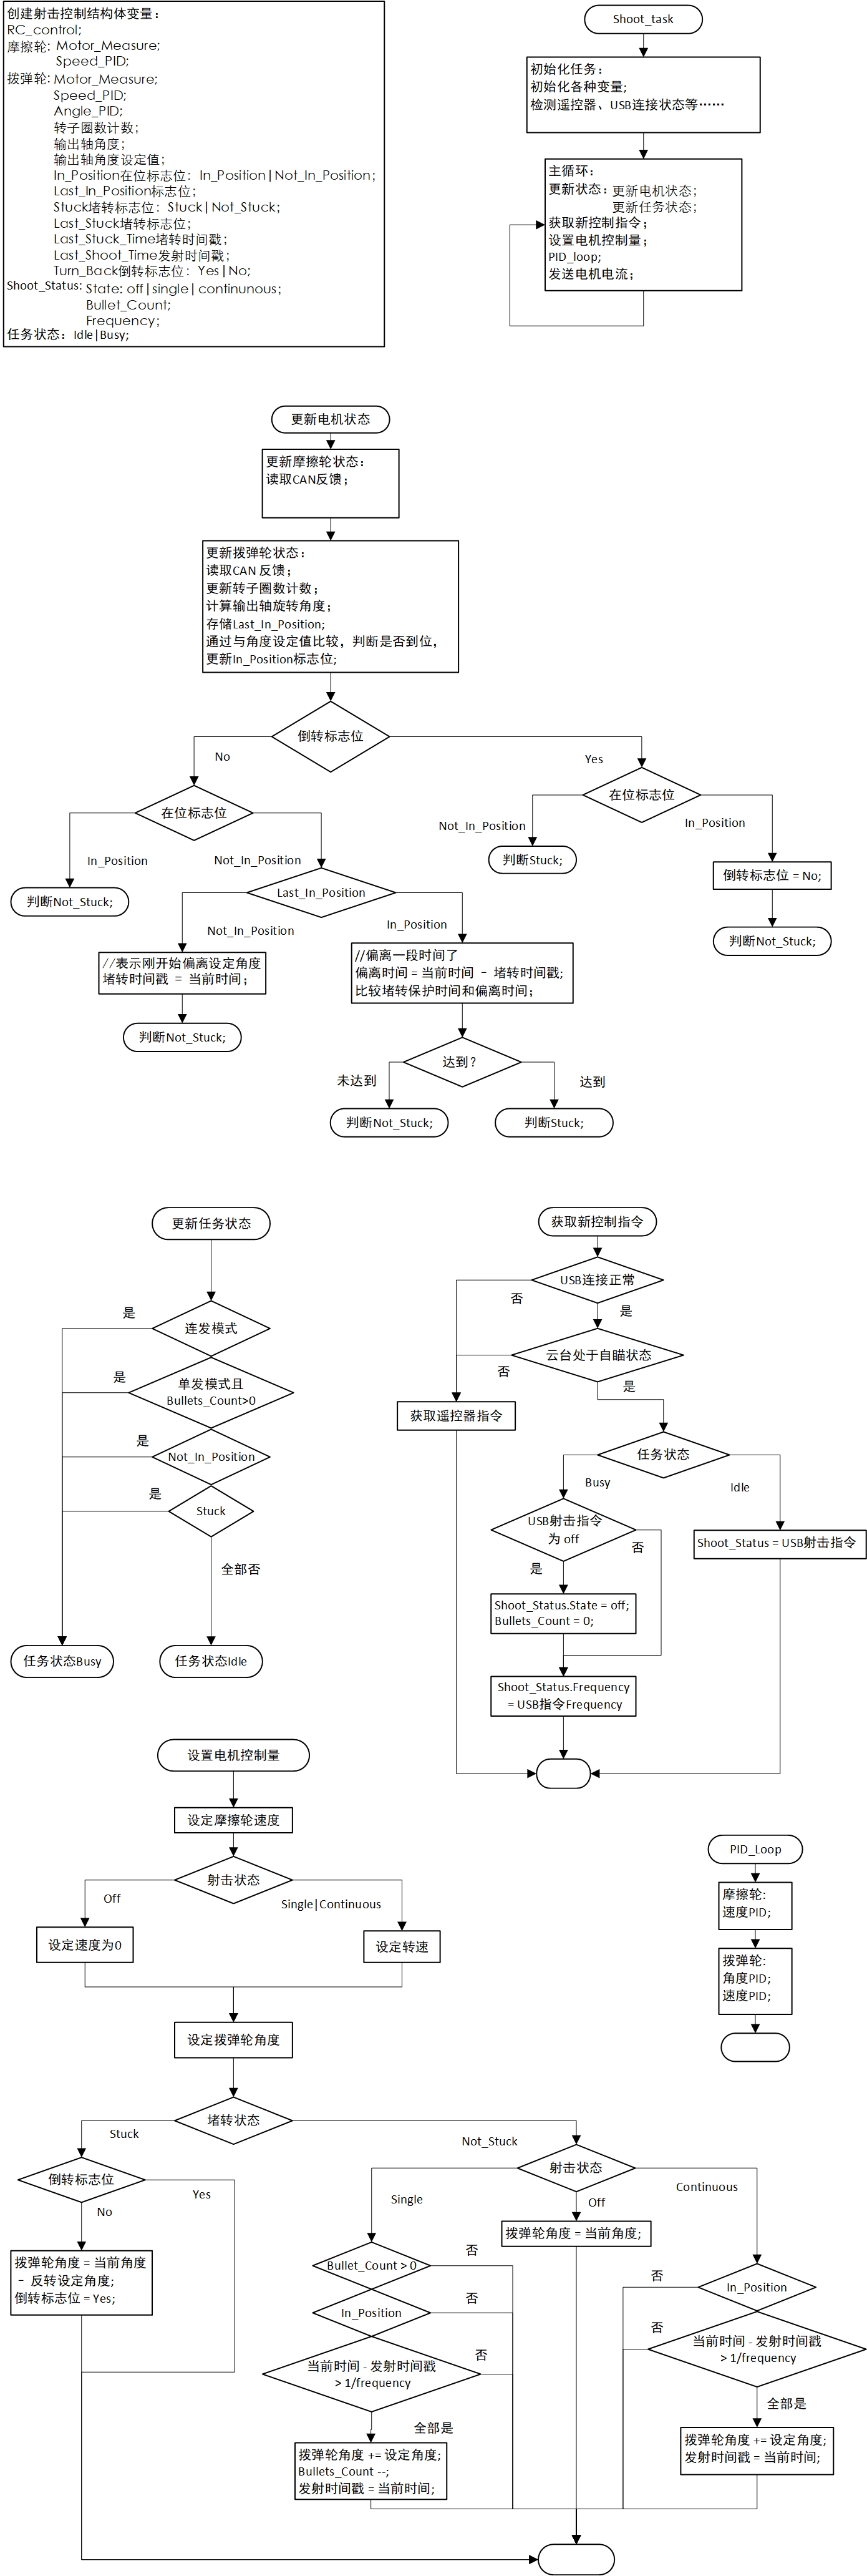 创建射击控制结构体变量：
RC_control;
摩擦轮: Motor_Measure;
Speed_PID;
拨弹轮: Motor_Measure;
Speed_PID;
Angle_PID;
转子圈数计数；
输出轴角度；
输出轴角度设定值；
In_Position在位标志位：In_Position|Not_In_Position；
Last_In_Position标志位；
Stuck堵转标志位：Stuck|Not_Stuck；
Last_Stuck堵转标志位；
Last_Stuck_Time堵转时间戳；
Last_Shoot_Time发射时间戳；
Turn_Back倒转标志位：Yes|No；
Shoot_Status: State: off|single|continunous；
Bullet_Count;
Frequency；
任务状态：Idle|Busy;
Shoot_task
初始化任务：
初始化各种变量;
检测遥控器、USB连接状态等……
主循环：
更新状态：更新电机状态；
更新任务状态；
获取新控制指令；
设置电机控制量；
PID_loop;
发送电机电流；
更新电机状态
更新摩擦轮状态：
读取CAN反馈；
更新拨弹轮状态：
读取CAN 反馈；
更新转子圈数计数；
计算输出轴旋转角度；
存储Last_In_Position;
通过与角度设定值比较，判断是否到位，
更新In_Position标志位;
倒转标志位
No
Yes
在位标志位
在位标志位
In_Position
Not_In_Position
Not_In_Position
In_Position
判断Not_Stuck;
Last_In_Position
判断Stuck;
倒转标志位 = No;
判断Not_Stuck;
Not_In_Position
In_Position
//表示刚开始偏离设定角度
堵转时间戳 = 当前时间；
判断Not_Stuck;
//偏离一段时间了
偏离时间 = 当前时间 – 堵转时间戳;
比较堵转保护时间和偏离时间；
达到？
未达到
达到
判断Not_Stuck;
判断Stuck;
更新任务状态
连发模式
是
单发模式且
Bullets_Count>0
是
Not_In_Position
是
Stuck
是
全部否
任务状态Busy
任务状态Idle
获取新控制指令
USB连接正常
否
是
云台处于自瞄状态
否
是
获取遥控器指令
任务状态
Busy
Idle
USB射击指令
为 off
是
否
Shoot_Status = USB射击指令
Shoot_Status.State = off;
Bullets_Count = 0;
Shoot_Status.Frequency
= USB指令Frequency
设置电机控制量
设定摩擦轮速度
射击状态
Off
Single|Continuous
设定速度为0
设定转速
设定拨弹轮角度
堵转状态
Stuck
Not_Stuck
倒转标志位
No
Yes
拨弹轮角度 = 当前角度
– 反转设定角度;
倒转标志位 = Yes;
射击状态
Single
Off
Continuous
拨弹轮角度 = 当前角度;
Bullet_Count > 0
否
In_Position
否
当前时间 - 发射时间戳
> 1/frequency
否
全部是
拨弹轮角度 += 设定角度;
Bullets_Count --;
发射时间戳 = 当前时间;
In_Position
否
当前时间 - 发射时间戳
> 1/frequency
否
全部是
拨弹轮角度 += 设定角度;
发射时间戳 = 当前时间;
PID_Loop
摩擦轮:
速度PID;
拨弹轮:
角度PID;
速度PID;